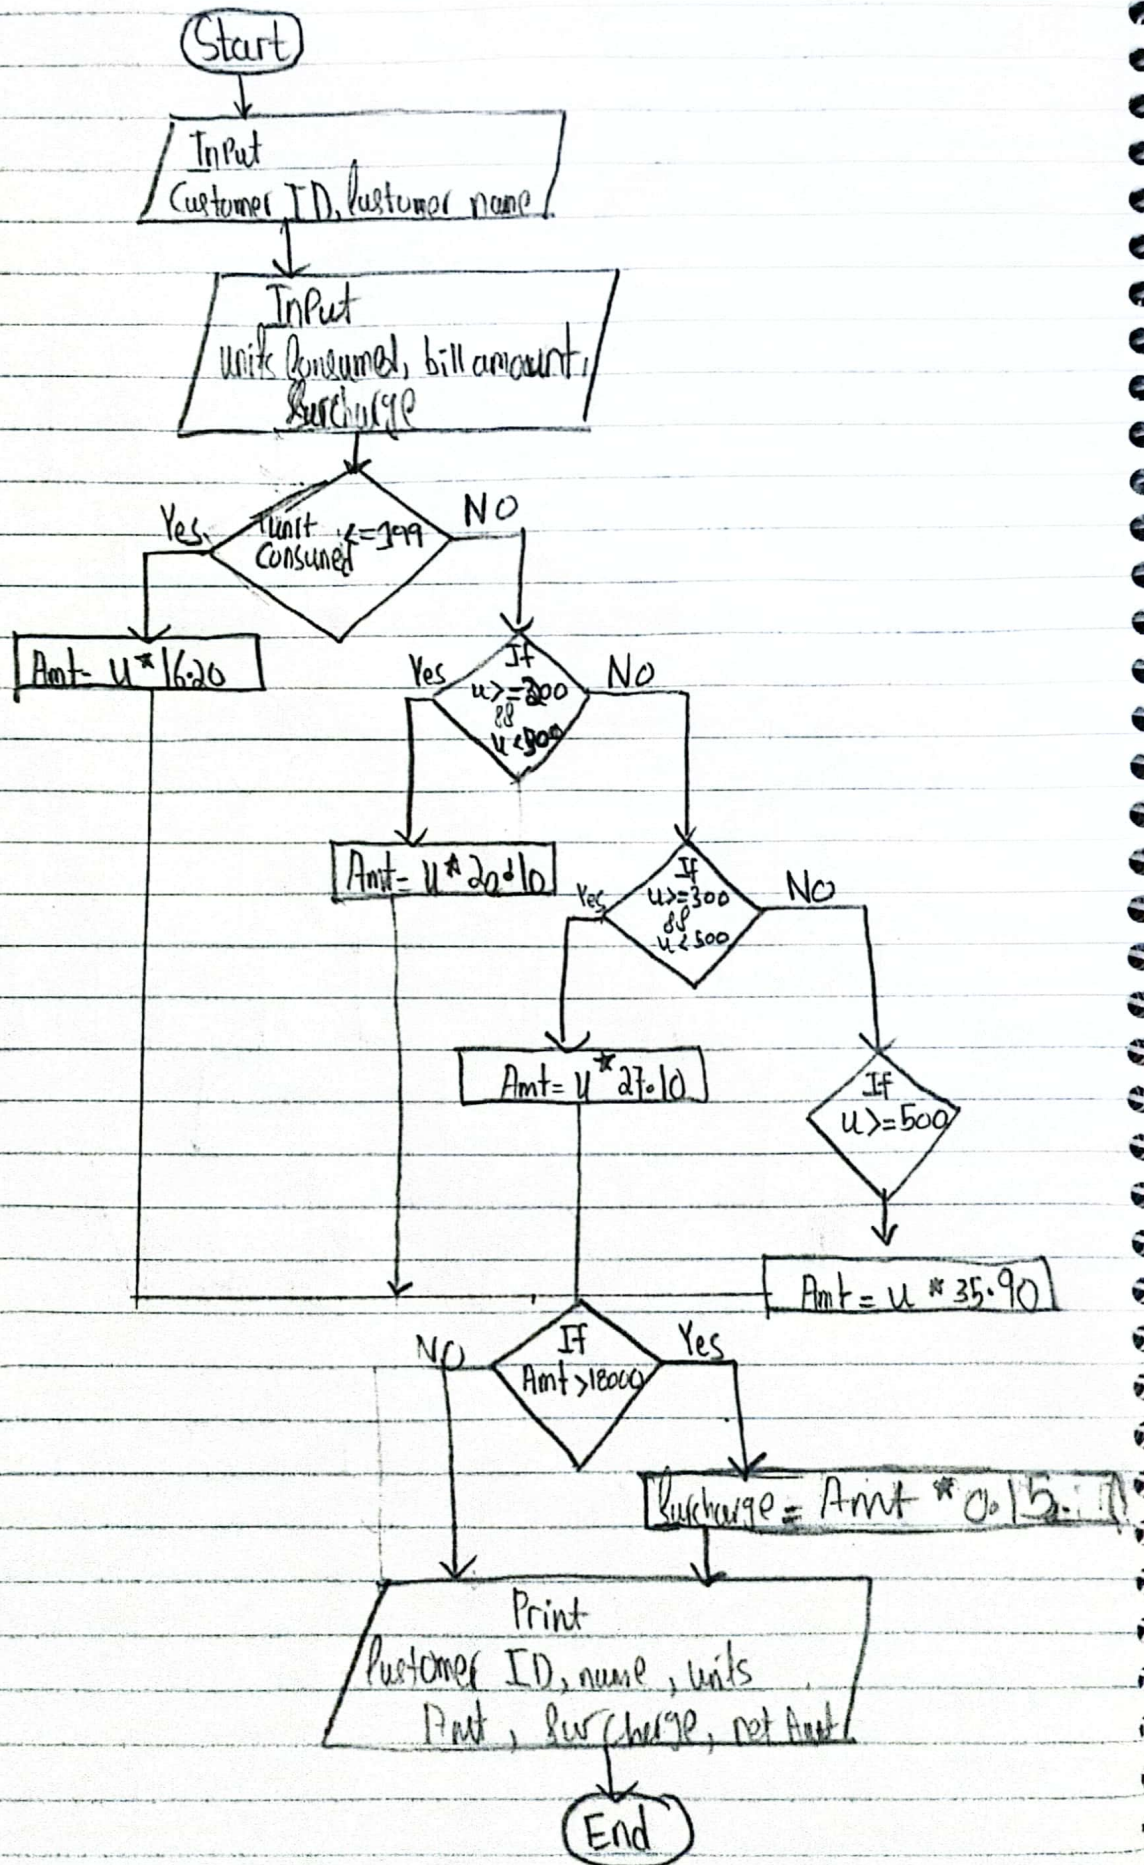 Start
Input
Customer ID, Customer name
Input
units Consumed, bill amount,
Surcharge
Yes
unit
Consumed <=199
NO
Amt= u * 16.20
Yes
If
u>=200
&&
u<300
NO
Amt= u * 20.10
Yes
If
u>=300
&&
u<500
NO
Amt= u * 27.10
If
u>=500
Amt = u * 35.90
NO
If
Amt >18000
Yes
Surcharge = Amt * 0.15
Print
Customer ID, name, units
Amt, Surcharge, net Amt
End